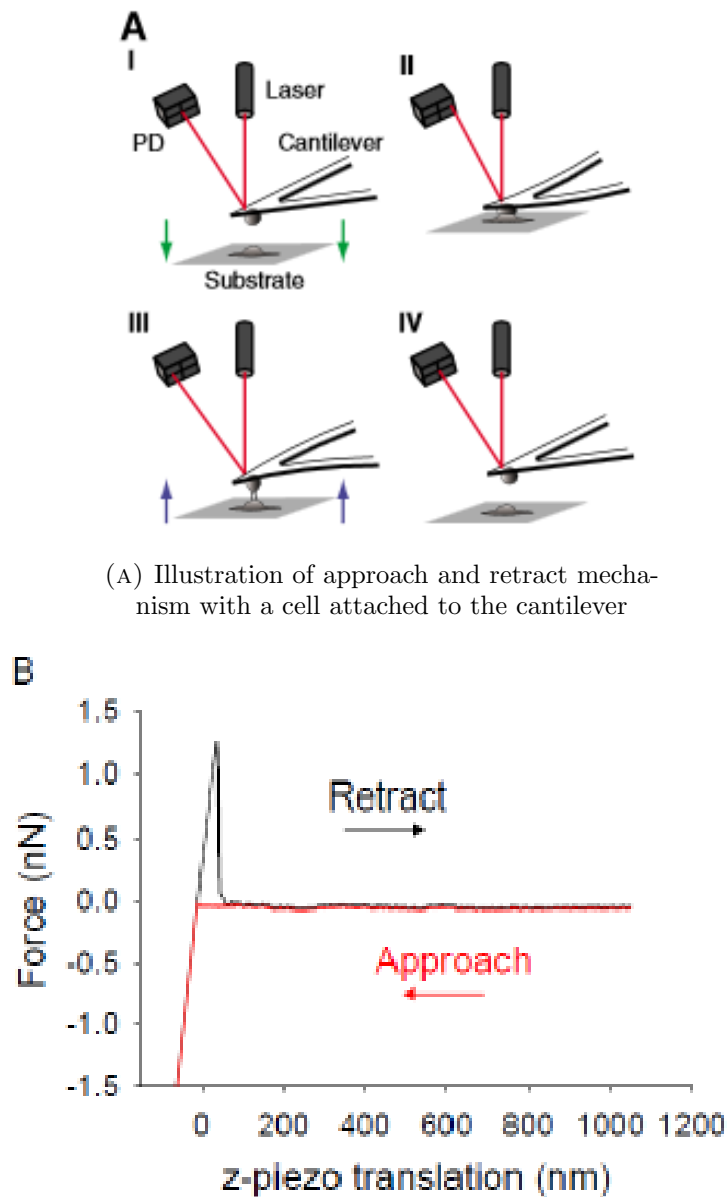 A
I
II
Laser
PD
Cantilever
Substrate
III
IV
(A) Illustration of approach and retract mecha-
nism with a cell attached to the cantilever
B
1.5
1.0
0.5
0.0
-0.5
-1.0
-1.5
Force (nN)
Retract
Approach
0 200 400 600 800 1000 1200
z-piezo translation (nm)